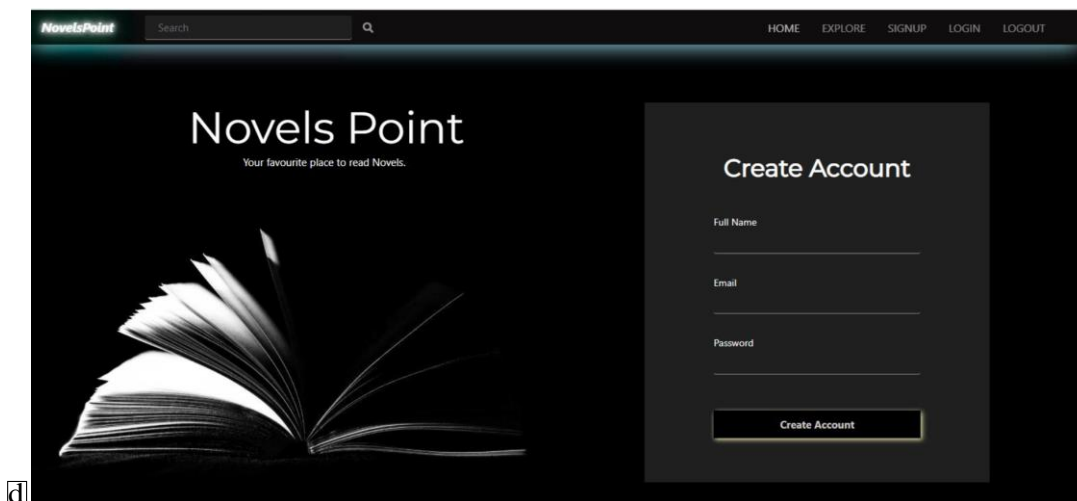 NovelsPoint Search HOME EXPLORE SIGNUP LOGIN LOGOUT
Novels Point
Your favourite place to read Novels.
Create Account
Full Name
Email
Password
Create Account
d